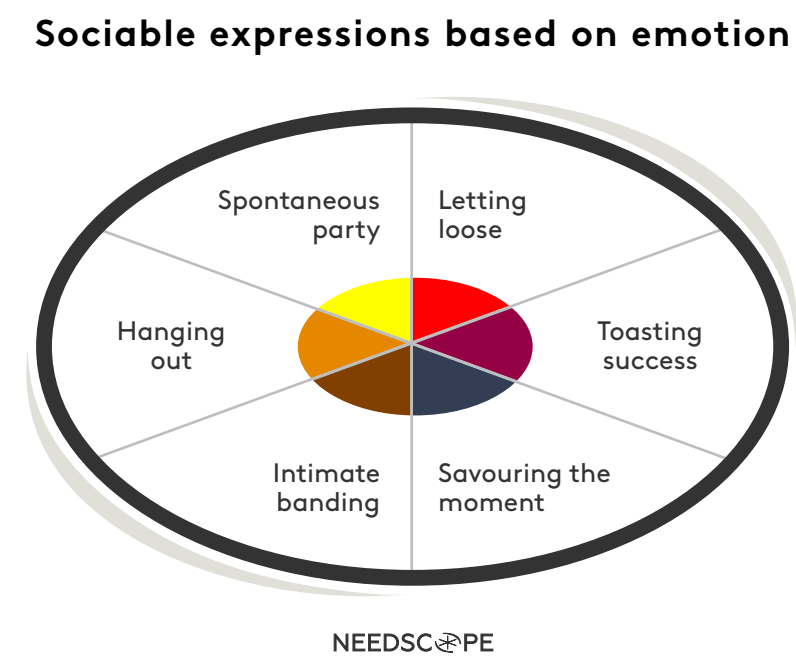 Sociable expressions based on emotion
Spontaneous
party
Letting
loose
Hanging
out
Toasting
success
Intimate
banding
Savouring the
moment
NEEDSCOPE